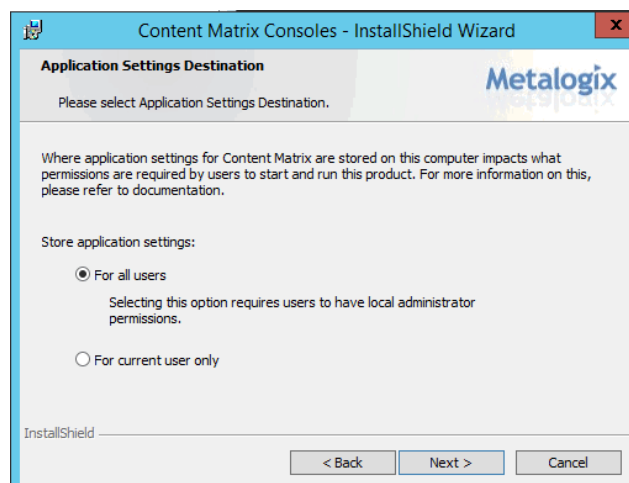 Content Matrix Consoles - InstallShield Wizard
x
Application Settings Destination
Please select Application Settings Destination.
Metalogix
Where application settings for Content Matrix are stored on this computer impacts what
permissions are required by users to start and run this product. For more information on this,
please refer to documentation.
Store application settings:
For all users
Selecting this option requires users to have local administrator
permissions.
For current user only
InstallShield
< Back
Next >
Cancel